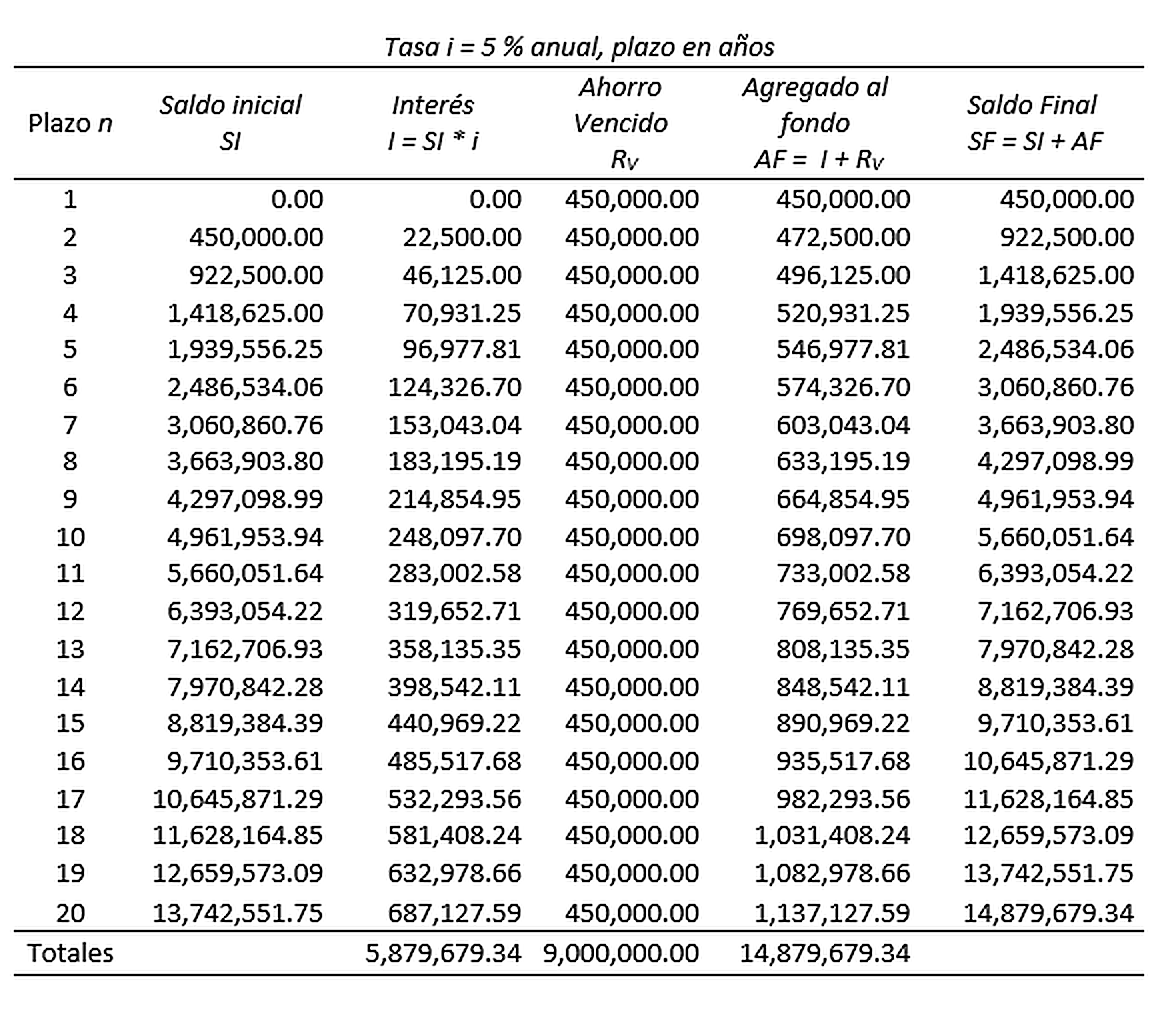 Tasa i = 5 % anual, plazo en años
Plazo n Saldo inicial SI Interés I = SI * i Ahorro Vencido RV Agregado al fondo AF = I + RV Saldo Final SF = SI + AF
1 0.00 0.00 450,000.00 450,000.00 450,000.00
2 450,000.00 22,500.00 450,000.00 472,500.00 922,500.00
3 922,500.00 46,125.00 450,000.00 496,125.00 1,418,625.00
4 1,418,625.00 70,931.25 450,000.00 520,931.25 1,939,556.25
5 1,939,556.25 96,977.81 450,000.00 546,977.81 2,486,534.06
6 2,486,534.06 124,326.70 450,000.00 574,326.70 3,060,860.76
7 3,060,860.76 153,043.04 450,000.00 603,043.04 3,663,903.80
8 3,663,903.80 183,195.19 450,000.00 633,195.19 4,297,098.99
9 4,297,098.99 214,854.95 450,000.00 664,854.95 4,961,953.94
10 4,961,953.94 248,097.70 450,000.00 698,097.70 5,660,051.64
11 5,660,051.64 283,002.58 450,000.00 733,002.58 6,393,054.22
12 6,393,054.22 319,652.71 450,000.00 769,652.71 7,162,706.93
13 7,162,706.93 358,135.35 450,000.00 808,135.35 7,970,842.28
14 7,970,842.28 398,542.11 450,000.00 848,542.11 8,819,384.39
15 8,819,384.39 440,969.22 450,000.00 890,969.22 9,710,353.61
16 9,710,353.61 485,517.68 450,000.00 935,517.68 10,645,871.29
17 10,645,871.29 532,293.56 450,000.00 982,293.56 11,628,164.85
18 11,628,164.85 581,408.24 450,000.00 1,031,408.24 12,659,573.09
19 12,659,573.09 632,978.66 450,000.00 1,082,978.66 13,742,551.75
20 13,742,551.75 687,127.59 450,000.00 1,137,127.59 14,879,679.34
Totales 5,879,679.34 9,000,000.00 14,879,679.34